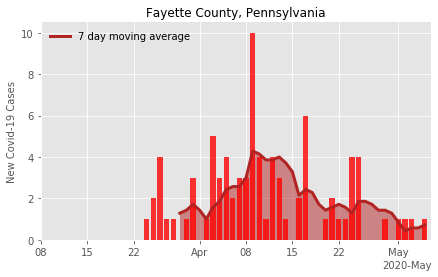 Fayette County, Pennsylvania
7 day moving average
New Covid-19 Cases
10
8
6
4
2
0
08
15
22
Apr
08
15
22
May
2020-May